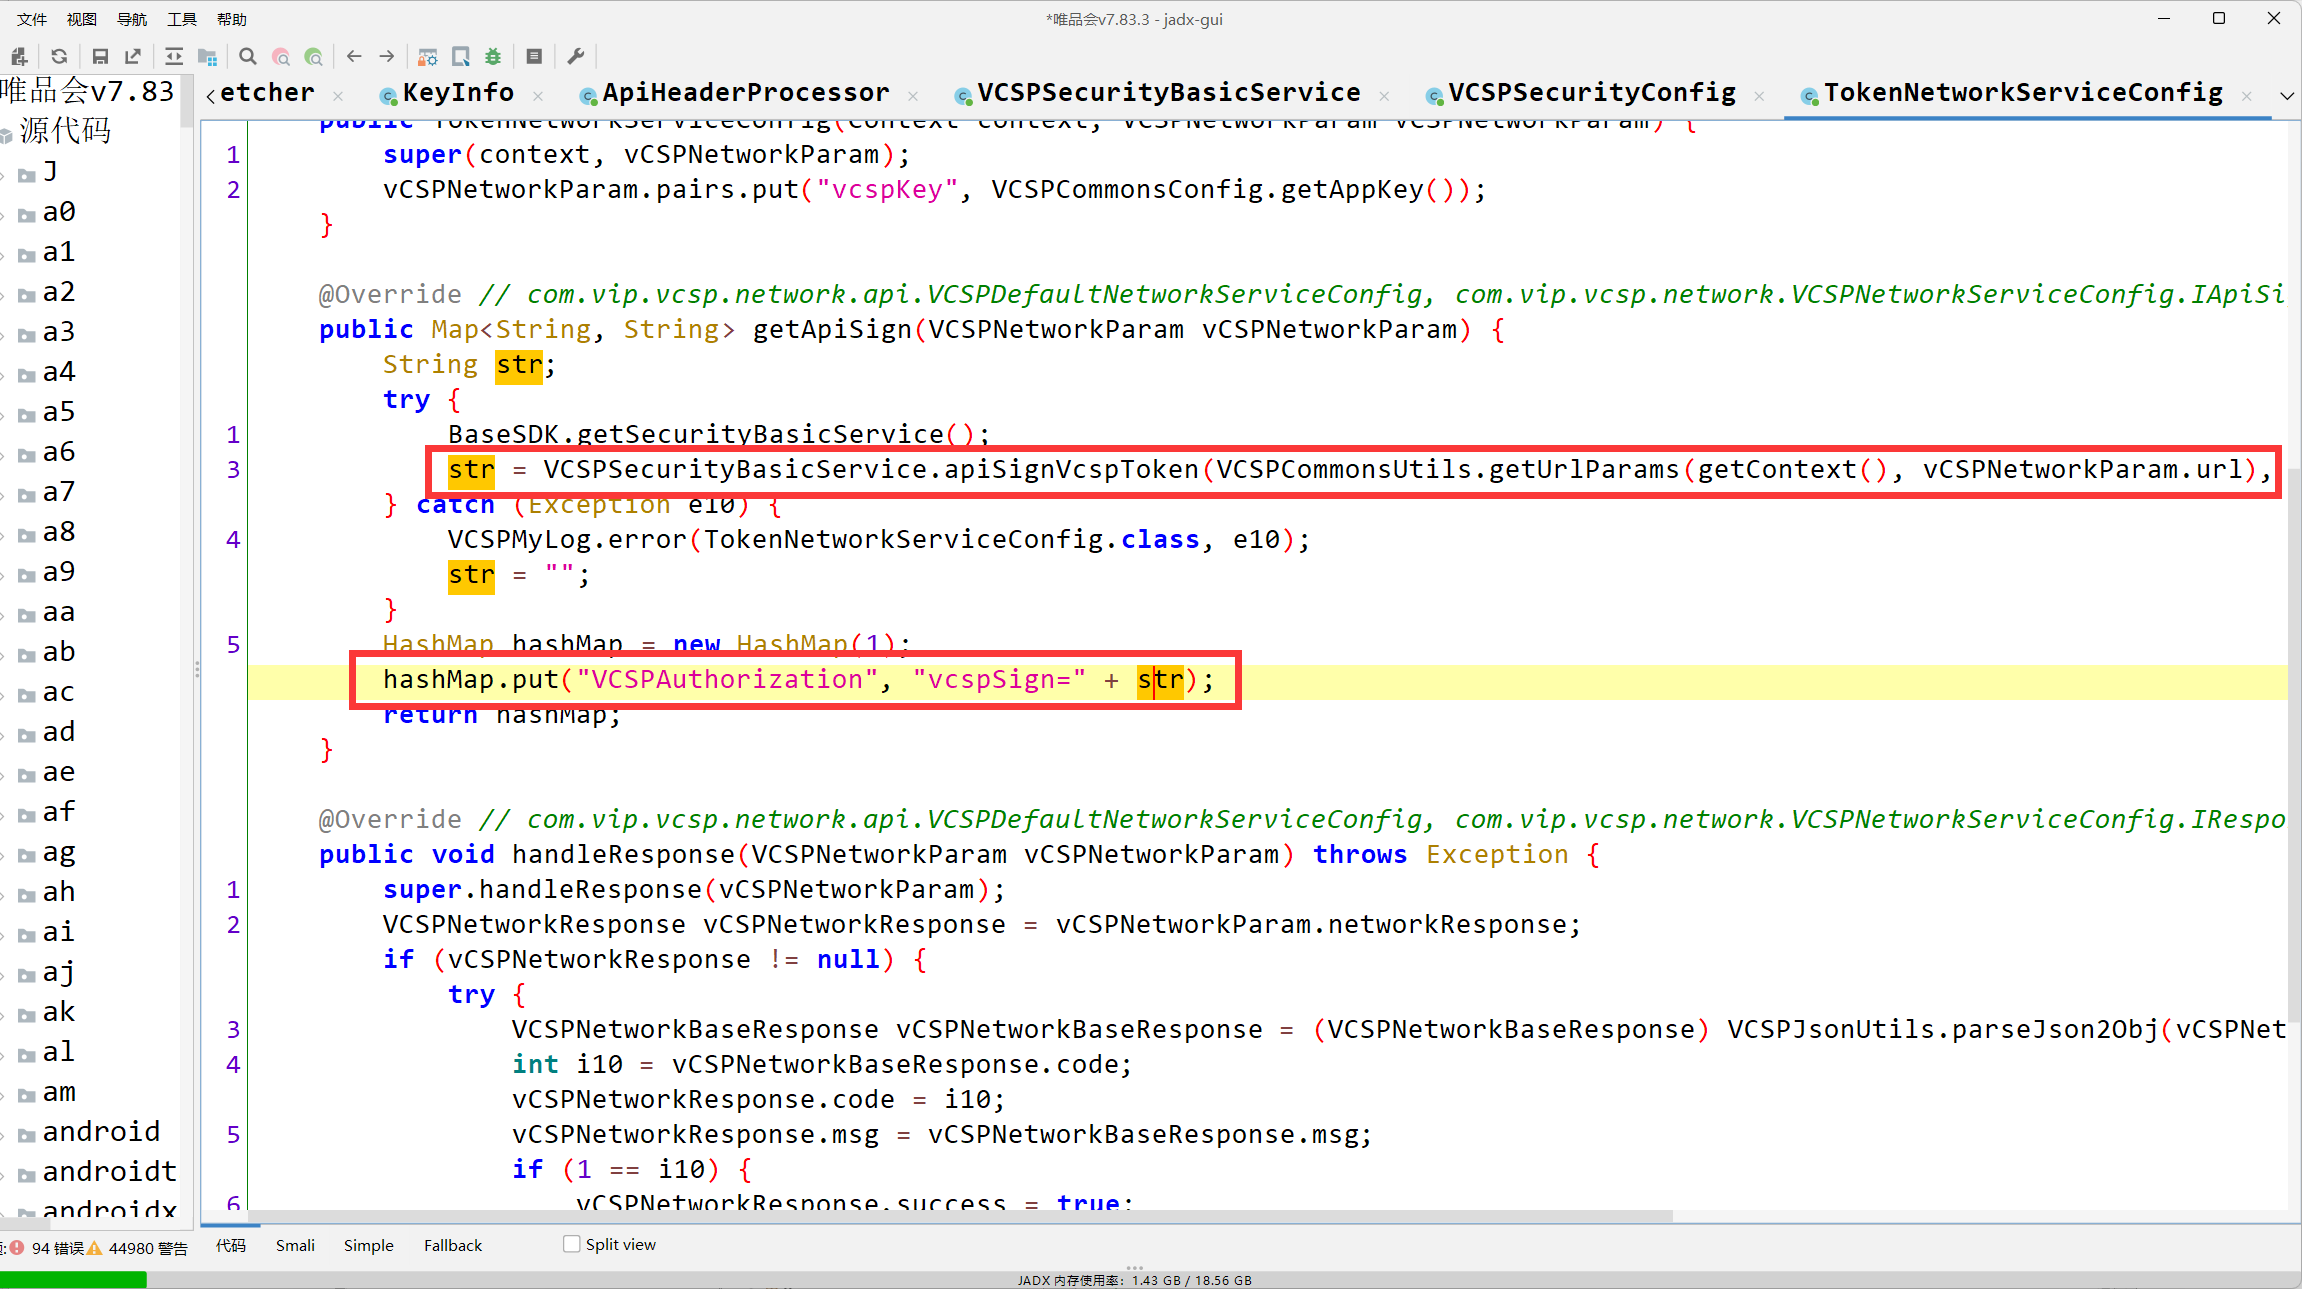 *唯品会v7.83.3 - jadx-gui
文件 视图 导航 工具 帮助
唯品会v7.83
etcher KeyInfo ApiHeaderProcessor VCSPSecurityBasicService VCSPSecurityConfig TokenNetworkServiceConfig
源代码
J
a0
a1
a2
a3
a4
a5
a6
a7
a8
a9
aa
ab
ac
ad
ae
af
ag
ah
ai
aj
ak
al
am
android
androidt
androidx
public TokenNetworkServiceConfig(Context context, VCSPNetworkParam vCSPNetworkParam) {
1 super(context, vCSPNetworkParam);
2 vCSPNetworkParam.pairs.put("vcspKey", VCSPCommonsConfig.getAppKey());
}
@Override // com.vip.vcsp.network.api.VCSPDefaultNetworkServiceConfig, com.vip.vcsp.network.VCSPNetworkServiceConfig.IApiSi
public Map<String, String> getApiSign(VCSPNetworkParam vCSPNetworkParam) {
String str;
try {
1 BaseSDK.getSecurityBasicService();
3 str = VCSPSecurityBasicService.apiSignVcspToken(VCSPCommonsUtils.getUrlParams(getContext(), vCSPNetworkParam.url),
} catch (Exception e10) {
4 VCSPMyLog.error(TokenNetworkServiceConfig.class, e10);
str = "";
}
5 HashMap hashMap = new HashMap(1);
hashMap.put("VCSPAuthorization", "vcspSign=" + str);
return hashMap;
}
@Override // com.vip.vcsp.network.api.VCSPDefaultNetworkServiceConfig, com.vip.vcsp.network.VCSPNetworkServiceConfig.IRespo
public void handleResponse(VCSPNetworkParam vCSPNetworkParam) throws Exception {
1 super.handleResponse(vCSPNetworkParam);
2 VCSPNetworkResponse vCSPNetworkResponse = vCSPNetworkParam.networkResponse;
if (vCSPNetworkResponse != null) {
try {
3 VCSPNetworkBaseResponse vCSPNetworkBaseResponse = (VCSPNetworkBaseResponse) VCSPJsonUtils.parseJson2Obj(vCSPNet
4 int i10 = vCSPNetworkBaseResponse.code;
vCSPNetworkResponse.code = i10;
5 vCSPNetworkResponse.msg = vCSPNetworkBaseResponse.msg;
if (1 == i10) {
6 vCSPNetworkResponse.success = true;
94 错误 44980 警告
代码 Smali Simple Fallback Split view
JADX 内存使用率：1.43 GB / 18.56 GB